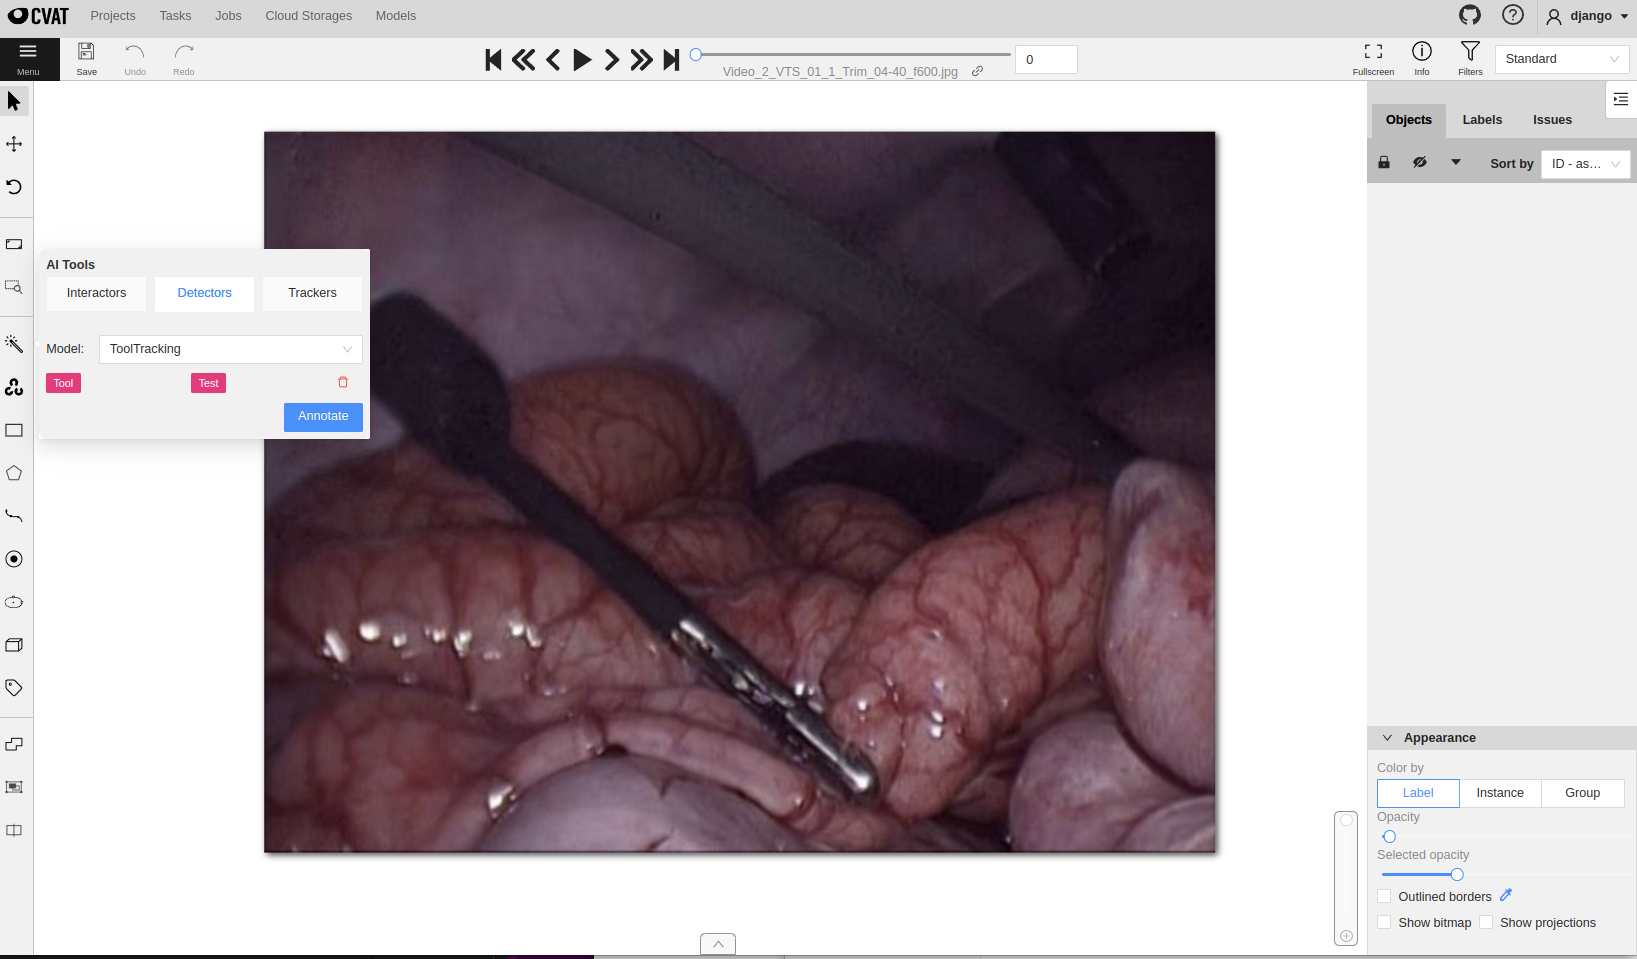 CVAT Projects Tasks Jobs Cloud Storages Models django
Menu Save Undo Redo 0 Fullscreen Info Filters Standard
Video_2_VTS_01_1_Trim_04-40_f600.jpg
Objects Labels Issues
Sort by ID - as...
AI Tools
Interactors Detectors Trackers
Model: ToolTracking
Tool Test
Annotate
Appearance
Color by
Label Instance Group
Opacity
Selected opacity
Outlined borders
Show bitmap Show projections